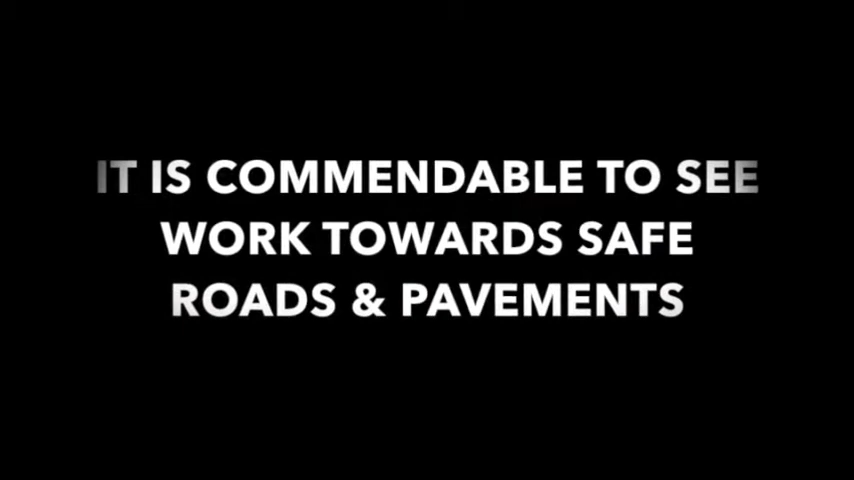 IT IS COMMENDABLE TO SEE
WORK TOWARDS SAFE
ROADS & PAVEMENTS